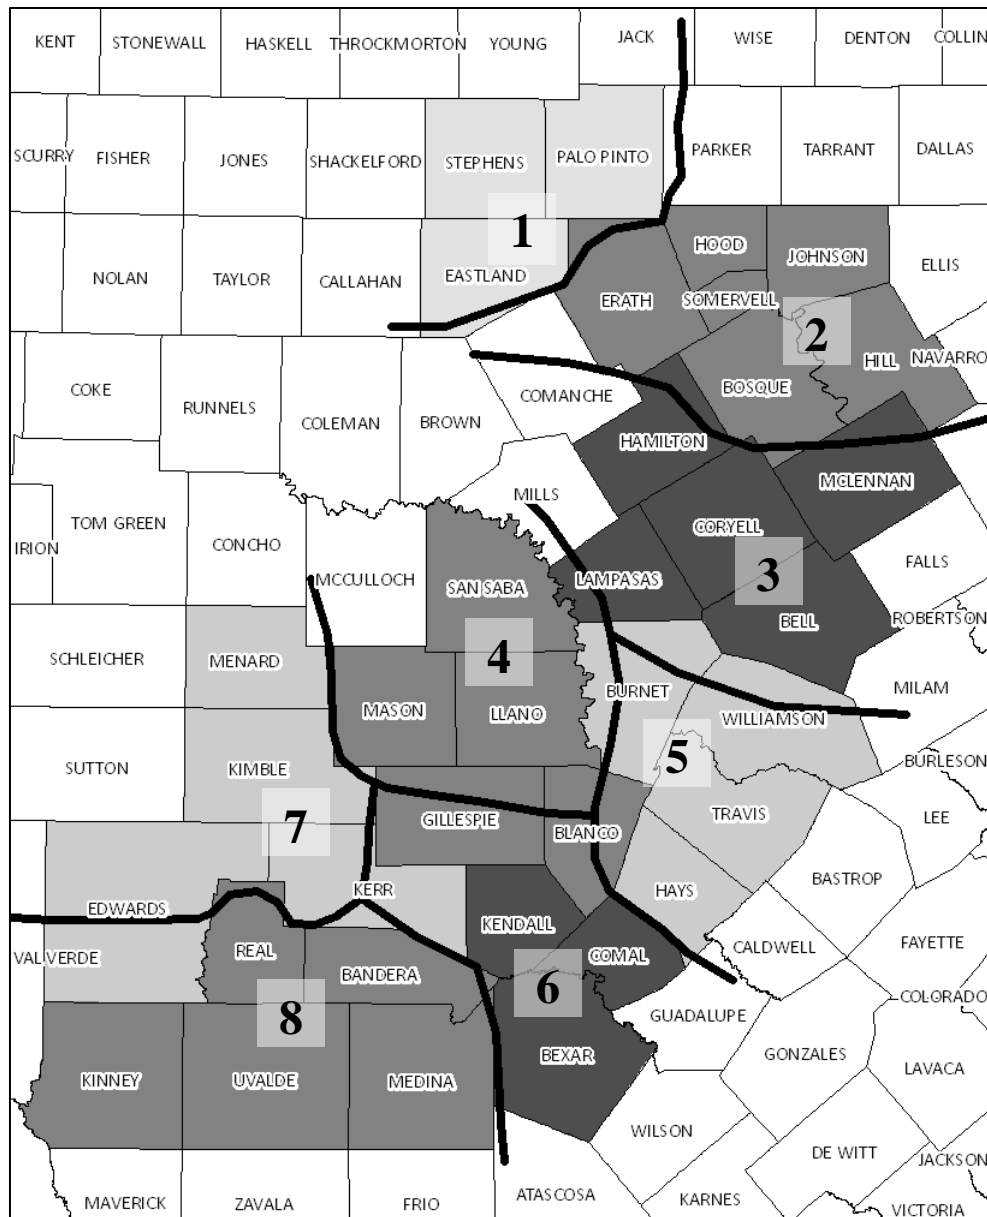 KENT STONEWALL HASKELL THROCKMORTON YOUNG JACK WISE DENTON COLLIN
SCURRY FISHER JONES SHACKELFORD STEPHENS PALO PINTO PARKER TARRANT DALLAS
1
NOLAN TAYLOR CALLAHAN EASTLAND ERATH HOOD SOMERVELL JOHNSON ELLIS
2
COKE RUNNELS COLEMAN BROWN COMANCHE BOSQUE HILL NAVARRO
HAMILTON MCLENNAN
IRION TOM GREEN CONCHO MILLS CORYELL FALLS
MCCULLOCH SAN SABA LAMPASAS 3 BELL ROBERTSON
SCHLEICHER MENARD 4 BURNET MILAM
MASON LLANO WILLIAMSON
SUTTON KIMBLE 5 BURLESON
7 GILLESPIE BLANCO TRAVIS LEE
EDWARDS KERR HAYS BASTROP
VAL VERDE REAL BANDERA KENDALL COMAL CALDWELL FAYETTE
8 6 GUADALUPE COLORADO
KINNEY UVALDE MEDINA BEXAR GONZALES LAVACA
WILSON DE WITT JACKSON
MAVERICK ZAVALA FRIO ATASCOSA KARNES VICTORIA